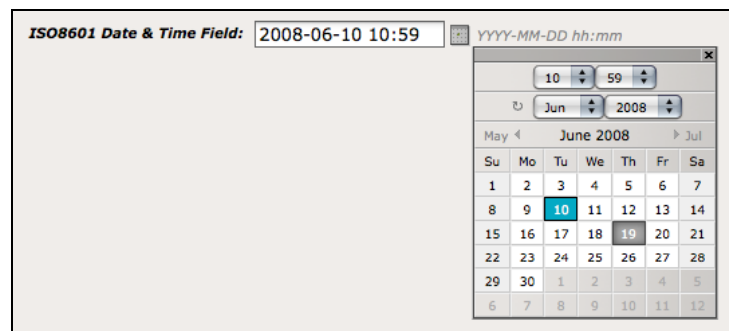 ISO8601 Date & Time Field: 2008-06-10 10:59 YYYY-MM-DD hh:mm
x
10 59
Jun 2008
May June 2008 Jul
Su Mo Tu We Th Fr Sa
1 2 3 4 5 6 7
8 9 10 11 12 13 14
15 16 17 18 19 20 21
22 23 24 25 26 27 28
29 30 1 2 3 4 5
6 7 8 9 10 11 12